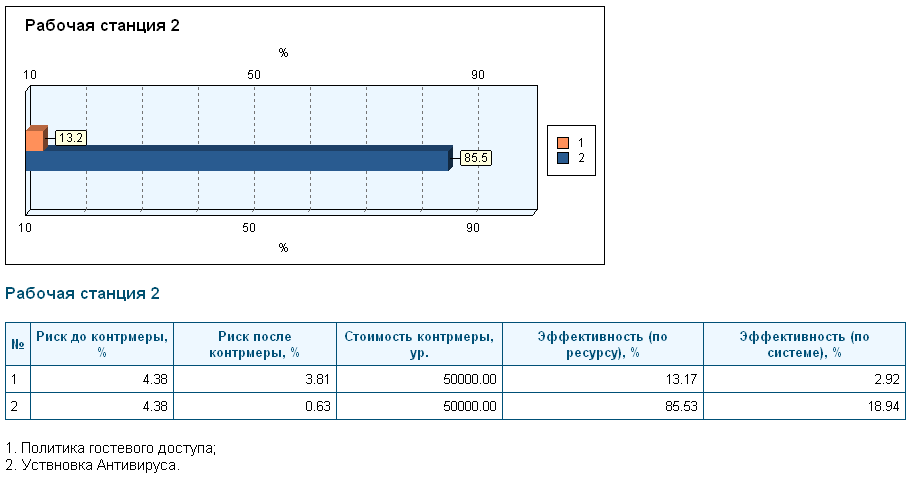 Рабочая станция 2
%
10 50 90
13.2
85.5
1
2
10 50 90
%
Рабочая станция 2
№ Риск до контрмеры, % Риск после контрмеры, % Стоимость контрмеры, ур. Эффективность (по ресурсу), % Эффективность (по системе), %
1 4.38 3.81 50000.00 13.17 2.92
2 4.38 0.63 50000.00 85.53 18.94
1. Политика гостевого доступа;
2. Уствновка Антивируса.